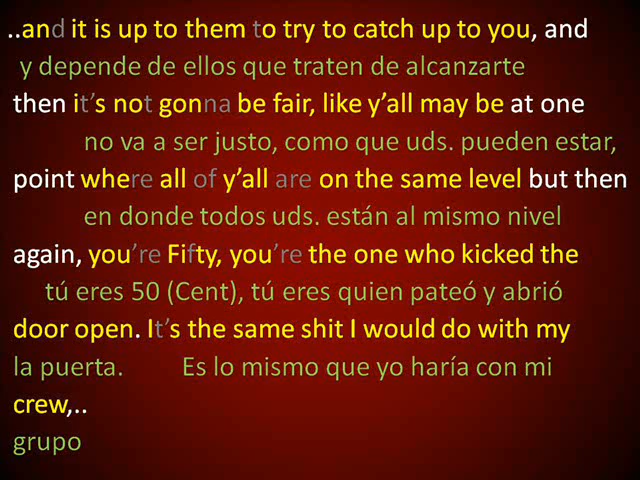 ..and it is up to them to try to catch up to you, and
y depende de ellos que traten de alcanzarte
then it’s not gonna be fair, like y’all may be at one
no va a ser justo, como que uds. pueden estar,
point where all of y’all are on the same level but then
en donde todos uds. están al mismo nivel
again, you’re Fifty, you’re the one who kicked the
tú eres 50 (Cent), tú eres quien pateó y abrió
door open. It’s the same shit I would do with my
la puerta. Es lo mismo que yo haría con mi
crew,..
grupo